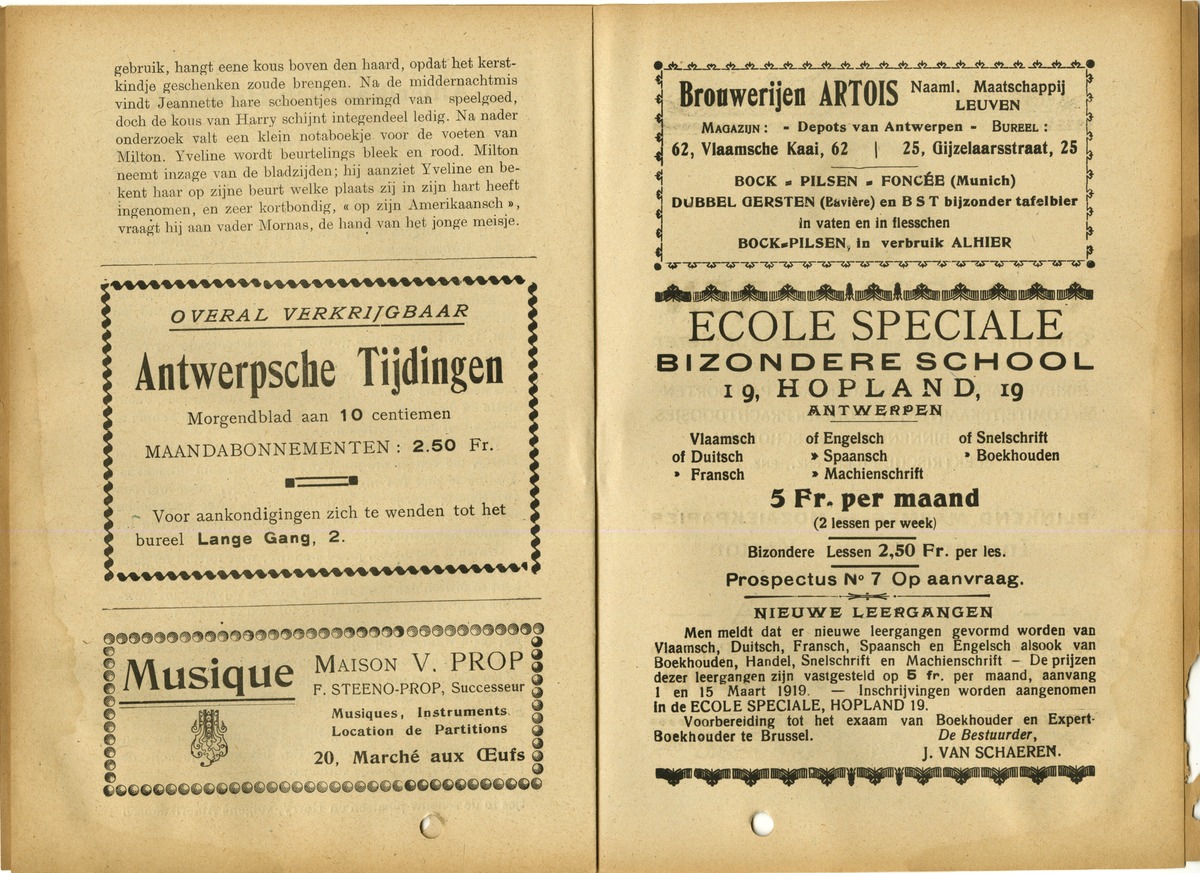 gebruik, hangt eene kous boven den haard, opdat het kerst-
kindje geschenken zoude brengen. Na de middernachtmis
vindt Jeannette hare schoentjes omringd van speelgoed,
doch de kous van Harry schijnt integendeel ledig. Na nader
onderzoek valt een klein notaboekje voor de voeten van
Milton. Yveline wordt beurtelings bleek en rood. Milton
neemt inzage van de bladzijden; hij aanziet Yveline en be-
kent haar op zijne beurt welke plaats zij in zijn hart heeft
ingenomen, en zeer kortbondig, « op zijn Amerikaansch »,
vraagt hij aan vader Mornas, de hand van het jonge meisje.
OVERAL VERKRIJGBAAR
Antwerpsche Tijdingen
Morgendblad aan 10 centiemen
MAANDABONNEMENTEN : 2.50 Fr.
Voor aankondigingen zich te wenden tot het
bureel Lange Gang, 2.
Musique
MAISON V. PROP
F. STEENO-PROP, Successeur
Musiques, Instruments
Location de Partitions
20, Marché aux Œufs
Brouwerijen ARTOIS Naaml. Maatschappij
LEUVEN
MAGAZIJN : - Depots van Antwerpen - BUREEL :
62, Vlaamsche Kaai, 62 | 25, Gijzelaarsstraat, 25
BOCK - PILSEN - FONCÉE (Munich)
DUBBEL GERSTEN (Bavière) en B S T bijzonder tafelbier
in vaten en in flesschen
BOCK-PILSEN, in verbruik ALHIER
ECOLE SPECIALE
BIZONDERE SCHOOL
19, HOPLAND, 19
ANTWERPEN
Vlaamsch of Engelsch of Snelschrift
of Duitsch » Spaansch » Boekhouden
» Fransch » Machienschrift
5 Fr. per maand
(2 lessen per week)
Bizondere Lessen 2,50 Fr. per les.
Prospectus No 7 Op aanvraag.
NIEUWE LEERGANGEN
Men meldt dat er nieuwe leergangen gevormd worden van
Vlaamsch, Duitsch, Fransch, Spaansch en Engelsch alsook van
Boekhouden, Handel, Snelschrift en Machienschrift — De prijzen
dezer leergangen zijn vastgesteld op 5 fr. per maand, aanvang
1 en 15 Maart 1919. — Inschrijvingen worden aangenomen
in de ECOLE SPECIALE, HOPLAND 19.
Voorbereiding tot het exaam van Boekhouder en Expert-
Boekhouder te Brussel. De Bestuurder,
J. VAN SCHAEREN.